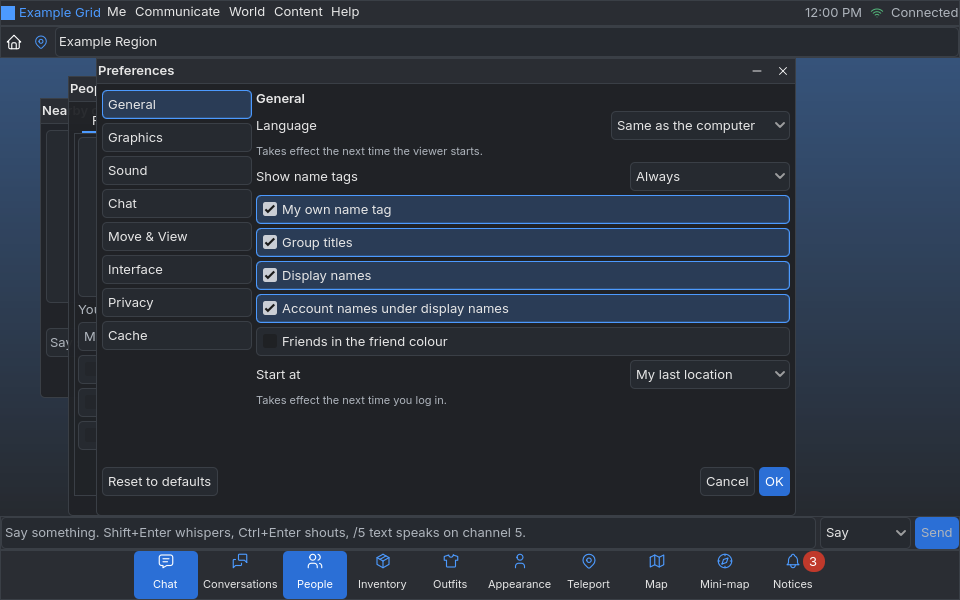 Example Grid Me Communicate World Content Help 12:00 PM Connected
Example Region
Preferences
General
Graphics
Sound
Chat
Move & View
Interface
Privacy
Cache
General
Language Same as the computer
Takes effect the next time the viewer starts.
Show name tags Always
My own name tag
Group titles
Display names
Account names under display names
Friends in the friend colour
Start at My last location
Takes effect the next time you log in.
Reset to defaults Cancel OK
Say something. Shift+Enter whispers, Ctrl+Enter shouts, /5 text speaks on channel 5. Say Send
Chat Conversations People Inventory Outfits Appearance Teleport Map Mini-map Notices 3